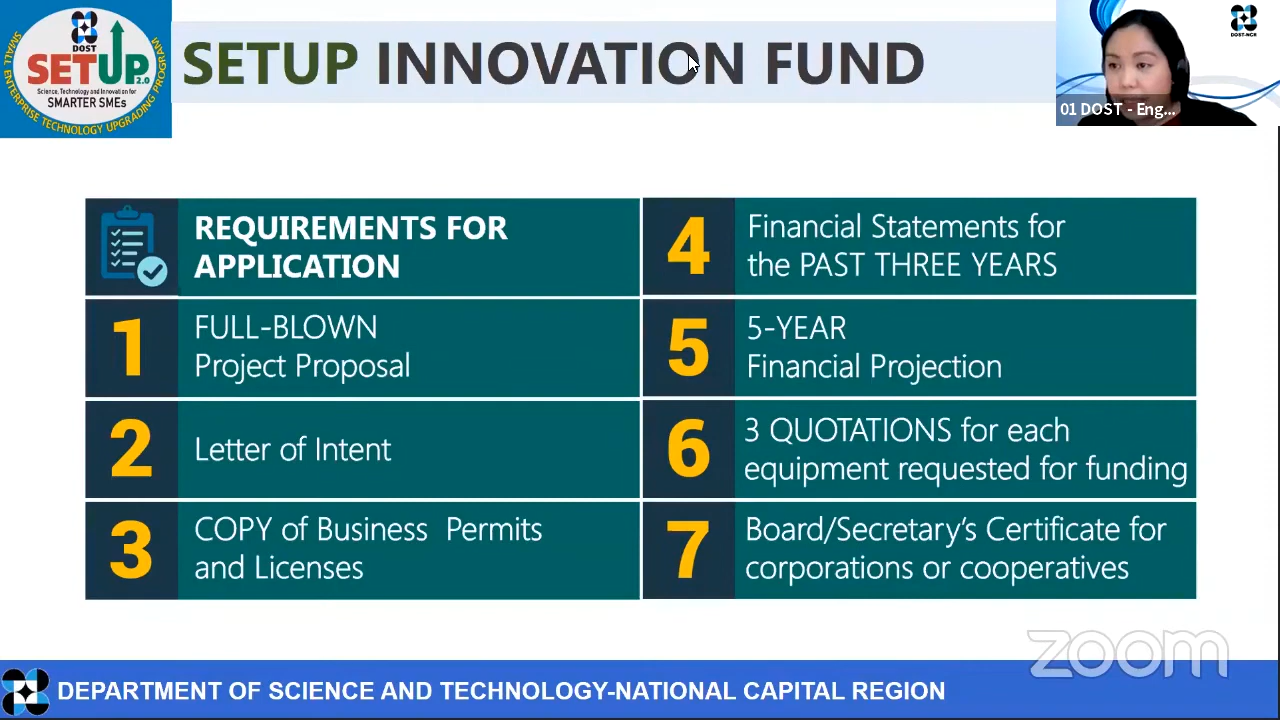 DOST
SETUP 2.0
Science, Technology and Innovation for
SMARTER SMEs
SMALL ENTERPRISE TECHNOLOGY UPGRADING PROGRAM
SETUP INNOVATION FUND
DOST-NCR
01 DOST - Eng...
REQUIREMENTS FOR
APPLICATION
1
FULL-BLOWN
Project Proposal
2
Letter of Intent
3
COPY of Business Permits
and Licenses
4
Financial Statements for
the PAST THREE YEARS
5
5-YEAR
Financial Projection
6
3 QUOTATIONS for each
equipment requested for funding
7
Board/Secretary's Certificate for
corporations or cooperatives
zoom
DEPARTMENT OF SCIENCE AND TECHNOLOGY-NATIONAL CAPITAL REGION